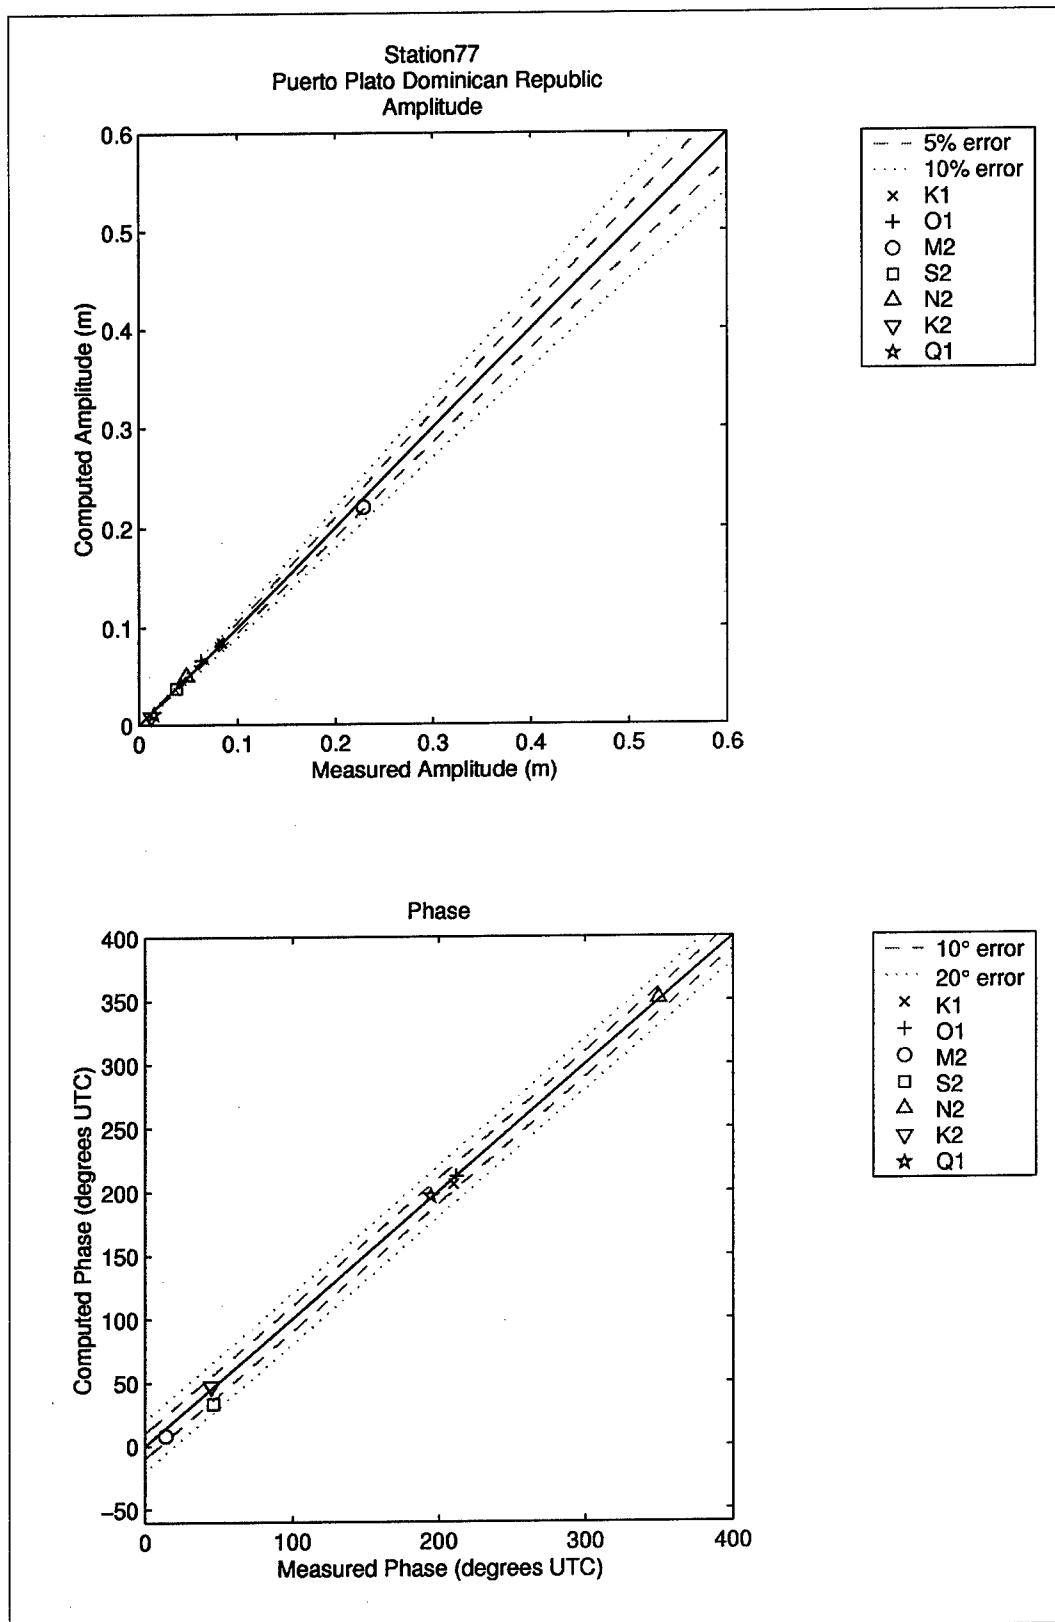 Station77
Puerto Plato Dominican Republic
Amplitude
0.6
0.5
0.4
0.3
0.2
0.1
0
Computed Amplitude (m)
0 0.1 0.2 0.3 0.4 0.5 0.6
Measured Amplitude (m)
5% error
10% error
K1
O1
M2
S2
N2
K2
Q1
Phase
400
350
300
250
200
150
100
50
0
−50
Computed Phase (degrees UTC)
0 100 200 300 400
Measured Phase (degrees UTC)
10° error
20° error
K1
O1
M2
S2
N2
K2
Q1